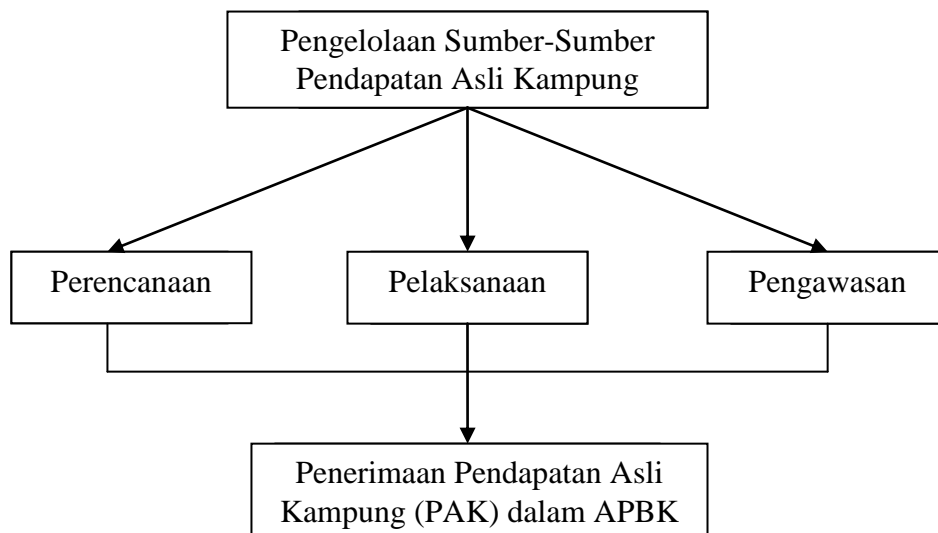 Pengelolaan Sumber-Sumber
Pendapatan Asli Kampung
Perencanaan
Pelaksanaan
Pengawasan
Penerimaan Pendapatan Asli
Kampung (PAK) dalam APBK